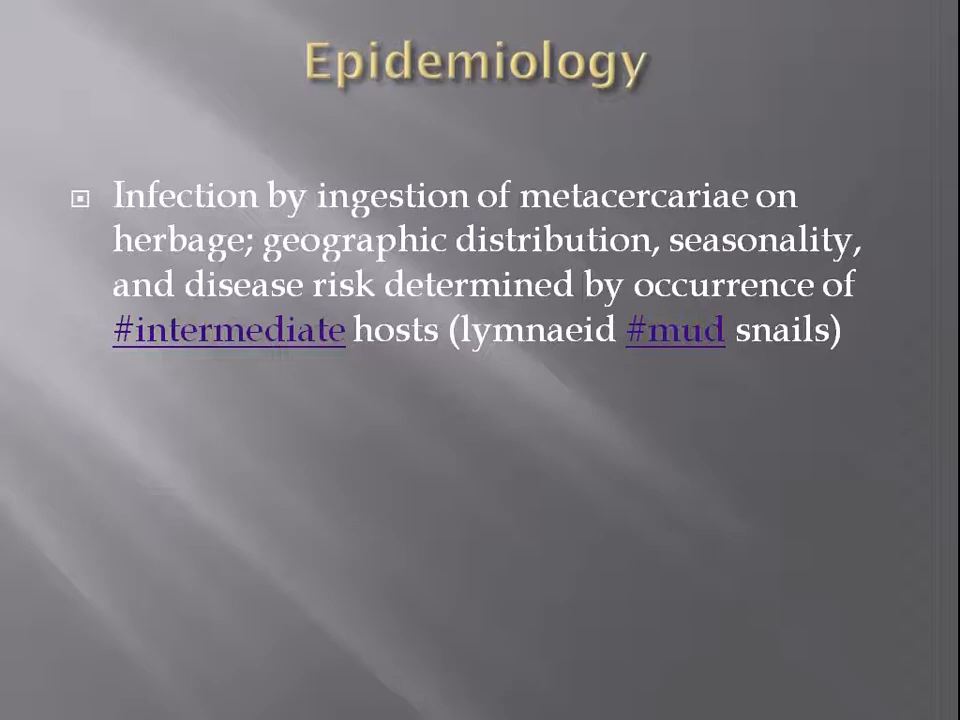 Epidemiology
Infection by ingestion of metacercariae on
herbage; geographic distribution, seasonality,
and disease risk determined by occurrence of
#intermediate hosts (lymnaeid #mud snails)